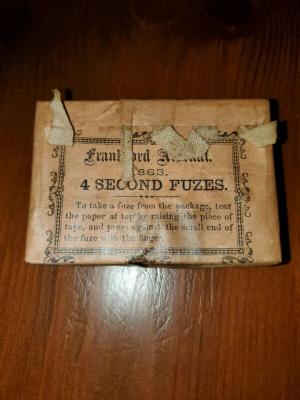 Frankford Arsenal.
1863.
4 SECOND FUZES.
To take a fuze from the package, tear
the paper at top by raising the piece of
tape, and press against the small end of
the fuze with the finger.